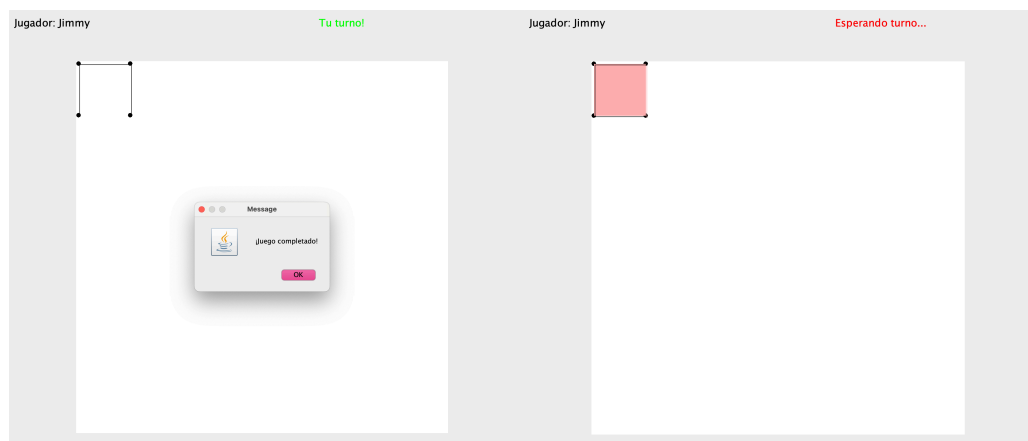 Jugador: Jimmy
Tu turno!
Jugador: Jimmy
Esperando turno...
Message
¡Juego completado!
OK